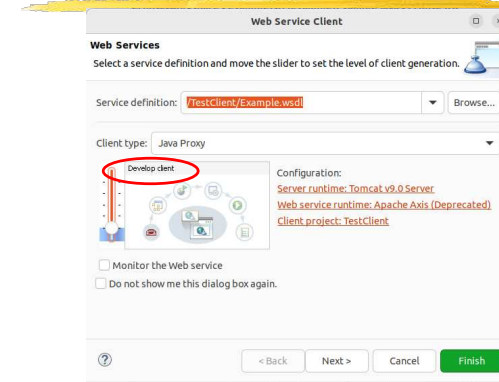 Web Service Client
Web Services
Select a service definition and move the slider to set the level of client generation.
Service definition: /TestClient/Example.wsdl Browse...
Client type: Java Proxy
Develop client
Configuration:
Server runtime: Tomcat v9.0 Server
Web service runtime: Apache Axis (Deprecated)
Client project: TestClient
Monitor the Web service
Do not show me this dialog box again.
< Back Next > Cancel Finish